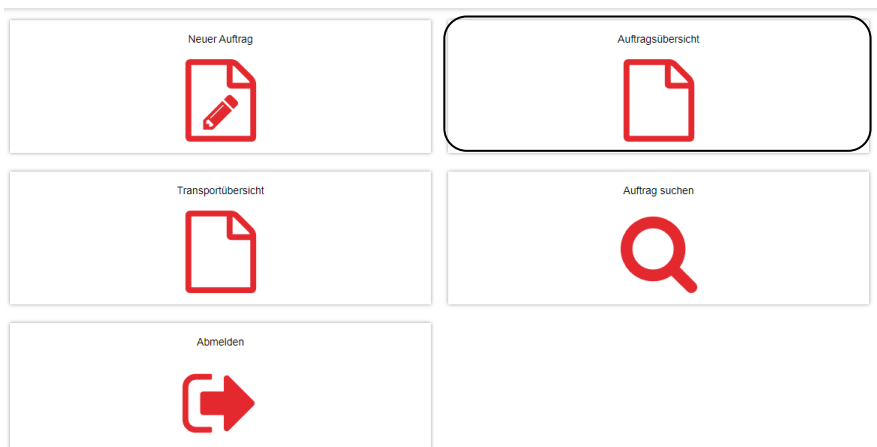 Neuer Auftrag
Auftragsübersicht
Transportübersicht
Auftrag suchen
Abmelden